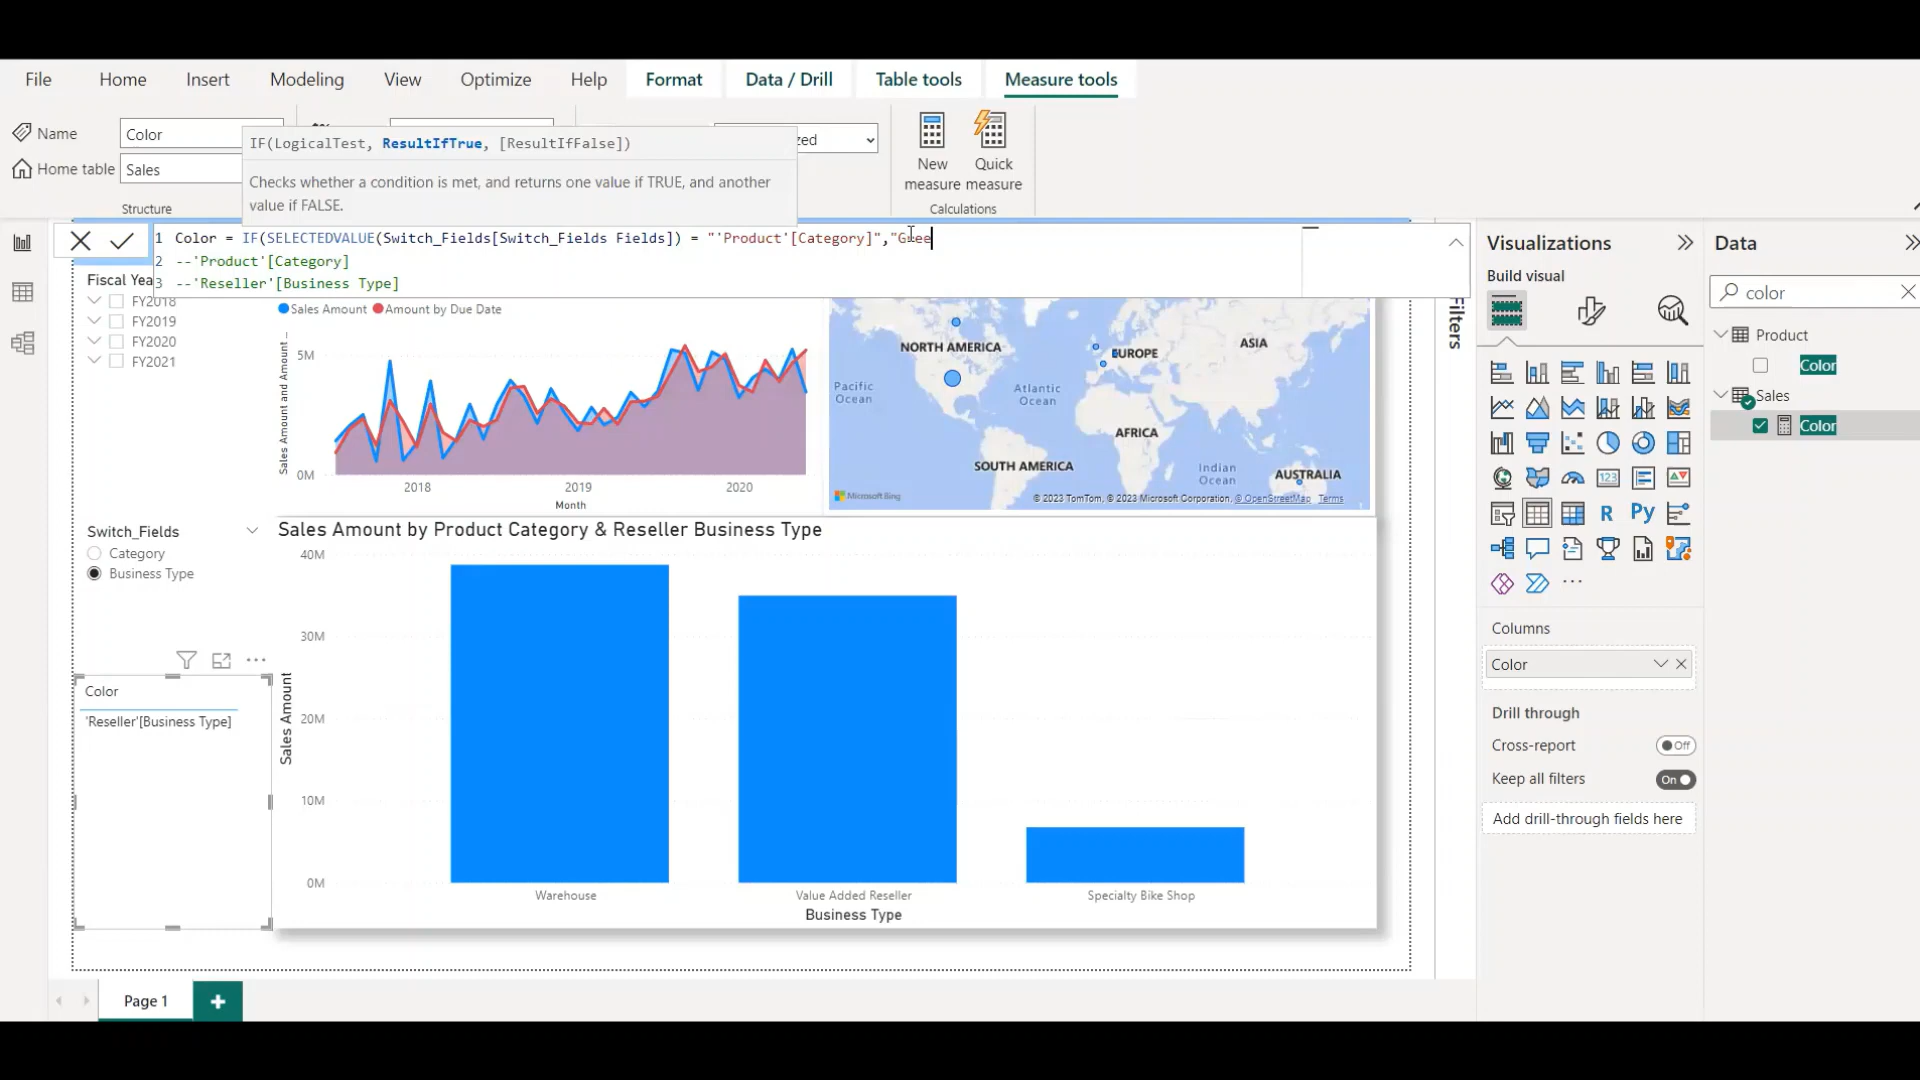 File Home Insert Modeling View Optimize Help Format Data / Drill Table tools Measure tools
Name Color
Home table Sales
Structure
IF(LogicalTest, ResultIfTrue, [ResultIfFalse])
Checks whether a condition is met, and returns one value if TRUE, and another
value if FALSE.
New
measure
Quick
measure
Calculations
1 Color = IF(SELECTEDVALUE(Switch_Fields[Switch_Fields Fields]) = "'Product'[Category]","Gree
2 --'Product'[Category]
3 --'Reseller'[Business Type]
FY2018
FY2019
FY2020
FY2021
Sales Amount Amount by Due Date
5M
0M
2018 2019 2020
Month
NORTH AMERICA
EUROPE
ASIA
Pacific
Ocean
Atlantic
Ocean
AFRICA
SOUTH AMERICA
Indian
Ocean
AUSTRALIA
Microsoft Bing
© 2023 TomTom, © 2023 Microsoft Corporation, © OpenStreetMap Terms
Switch_Fields
Category
Business Type
Color
'Reseller'[Business Type]
Sales Amount by Product Category & Reseller Business Type
40M
30M
20M
10M
0M
Sales Amount
Warehouse Value Added Reseller Specialty Bike Shop
Business Type
Page 1
Filters
Visualizations
Build visual
123
R Py
Columns
Color
Drill through
Cross-report Off
Keep all filters On
Add drill-through fields here
Data
color
Product
Color
Sales
Color